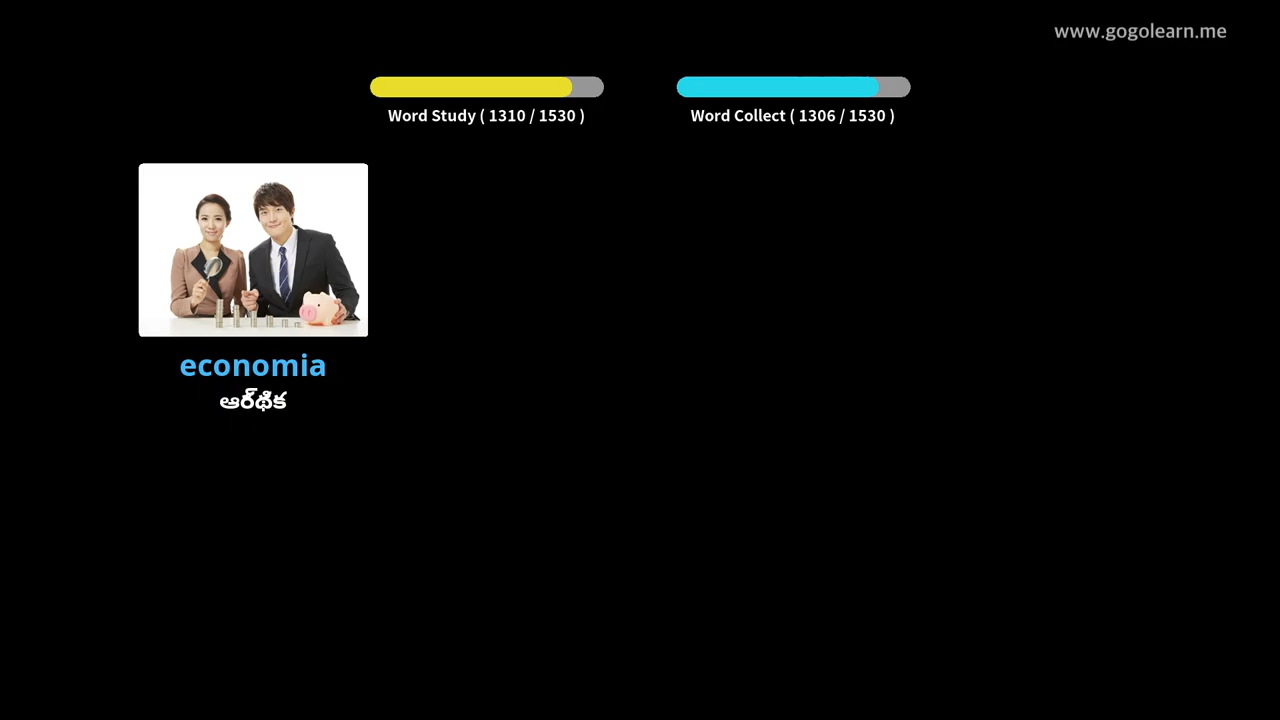 www.gogolearn.me
Word Study ( 1310 / 1530 )
Word Collect ( 1306 / 1530 )
economia
ఆర్థిక